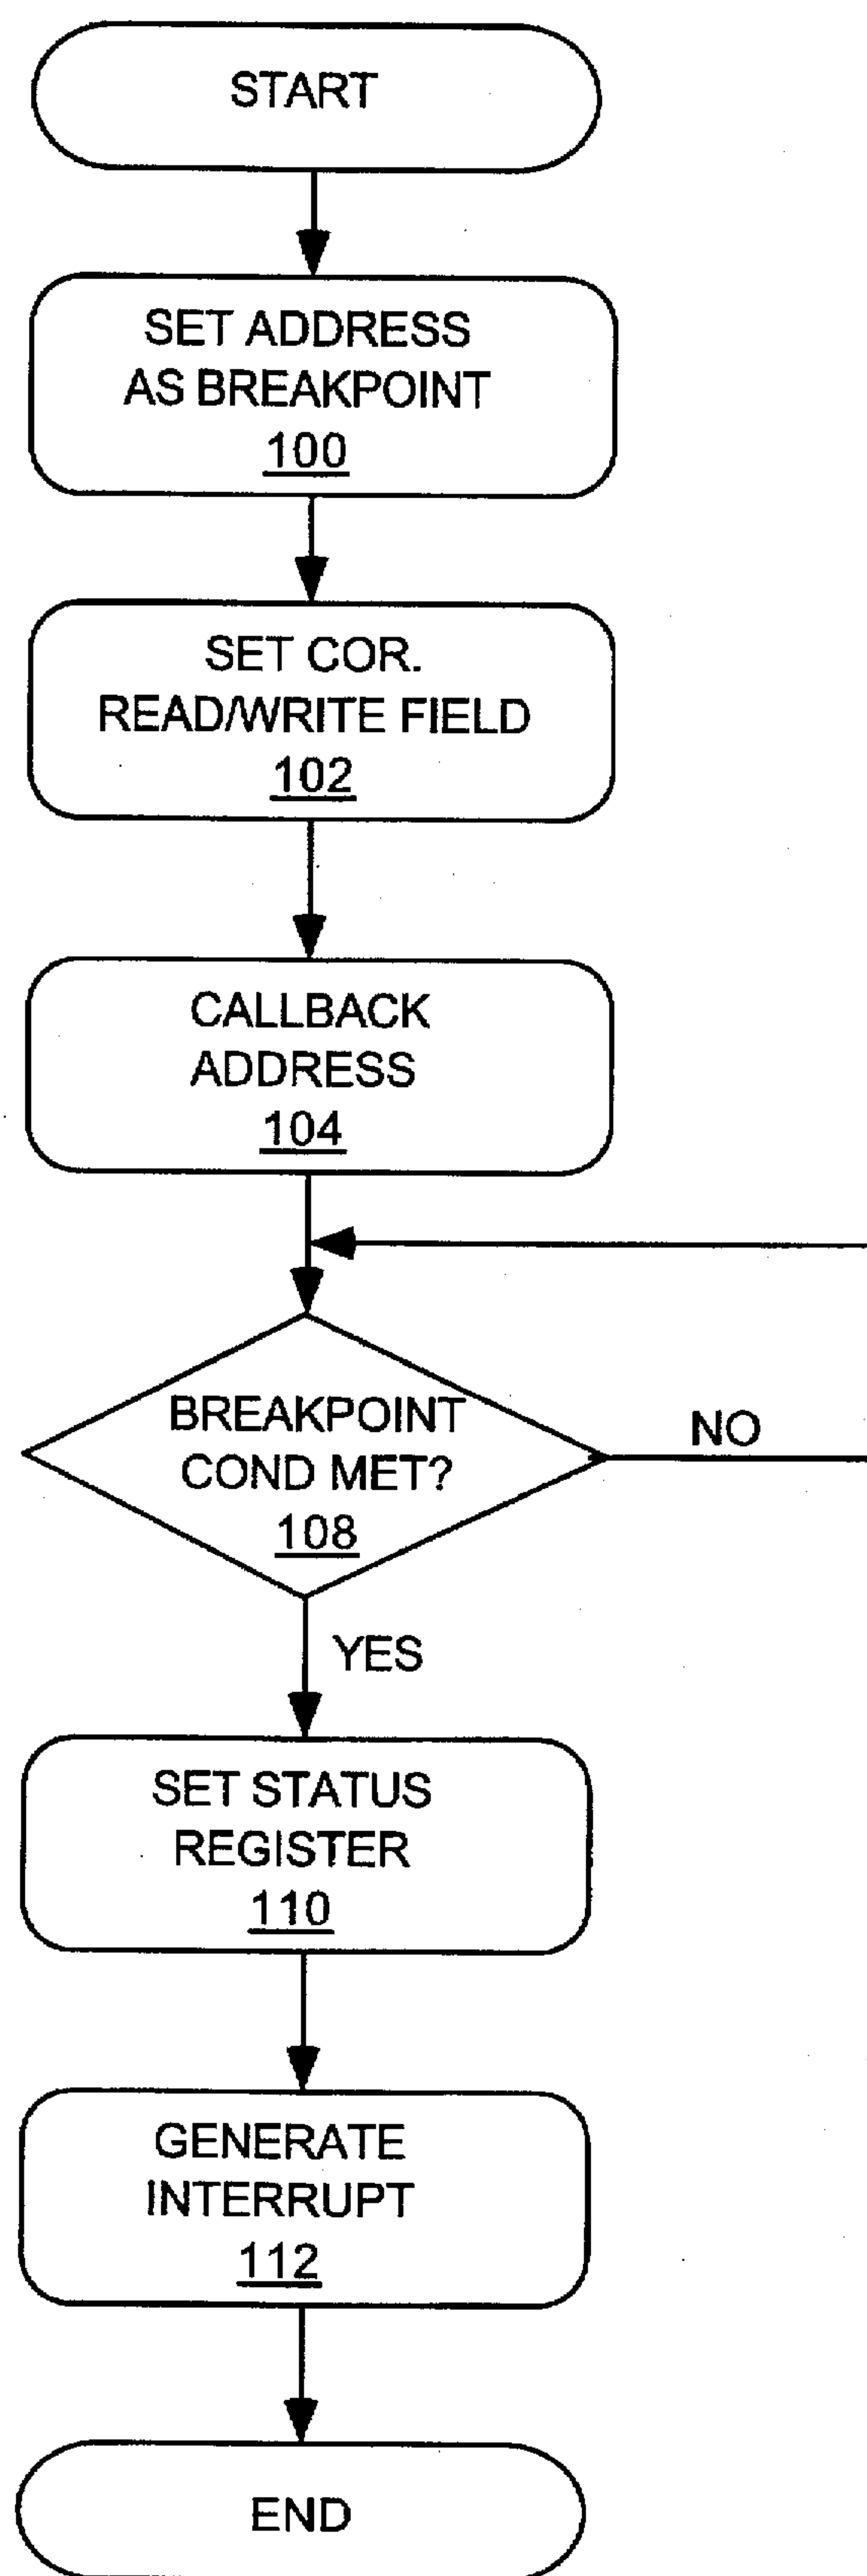 START
SET ADDRESS
AS BREAKPOINT
100
SET COR.
READ/WRITE FIELD
102
CALLBACK
ADDRESS
104
BREAKPOINT
COND MET?
108
NO
YES
SET STATUS
REGISTER
110
GENERATE
INTERRUPT
112
END